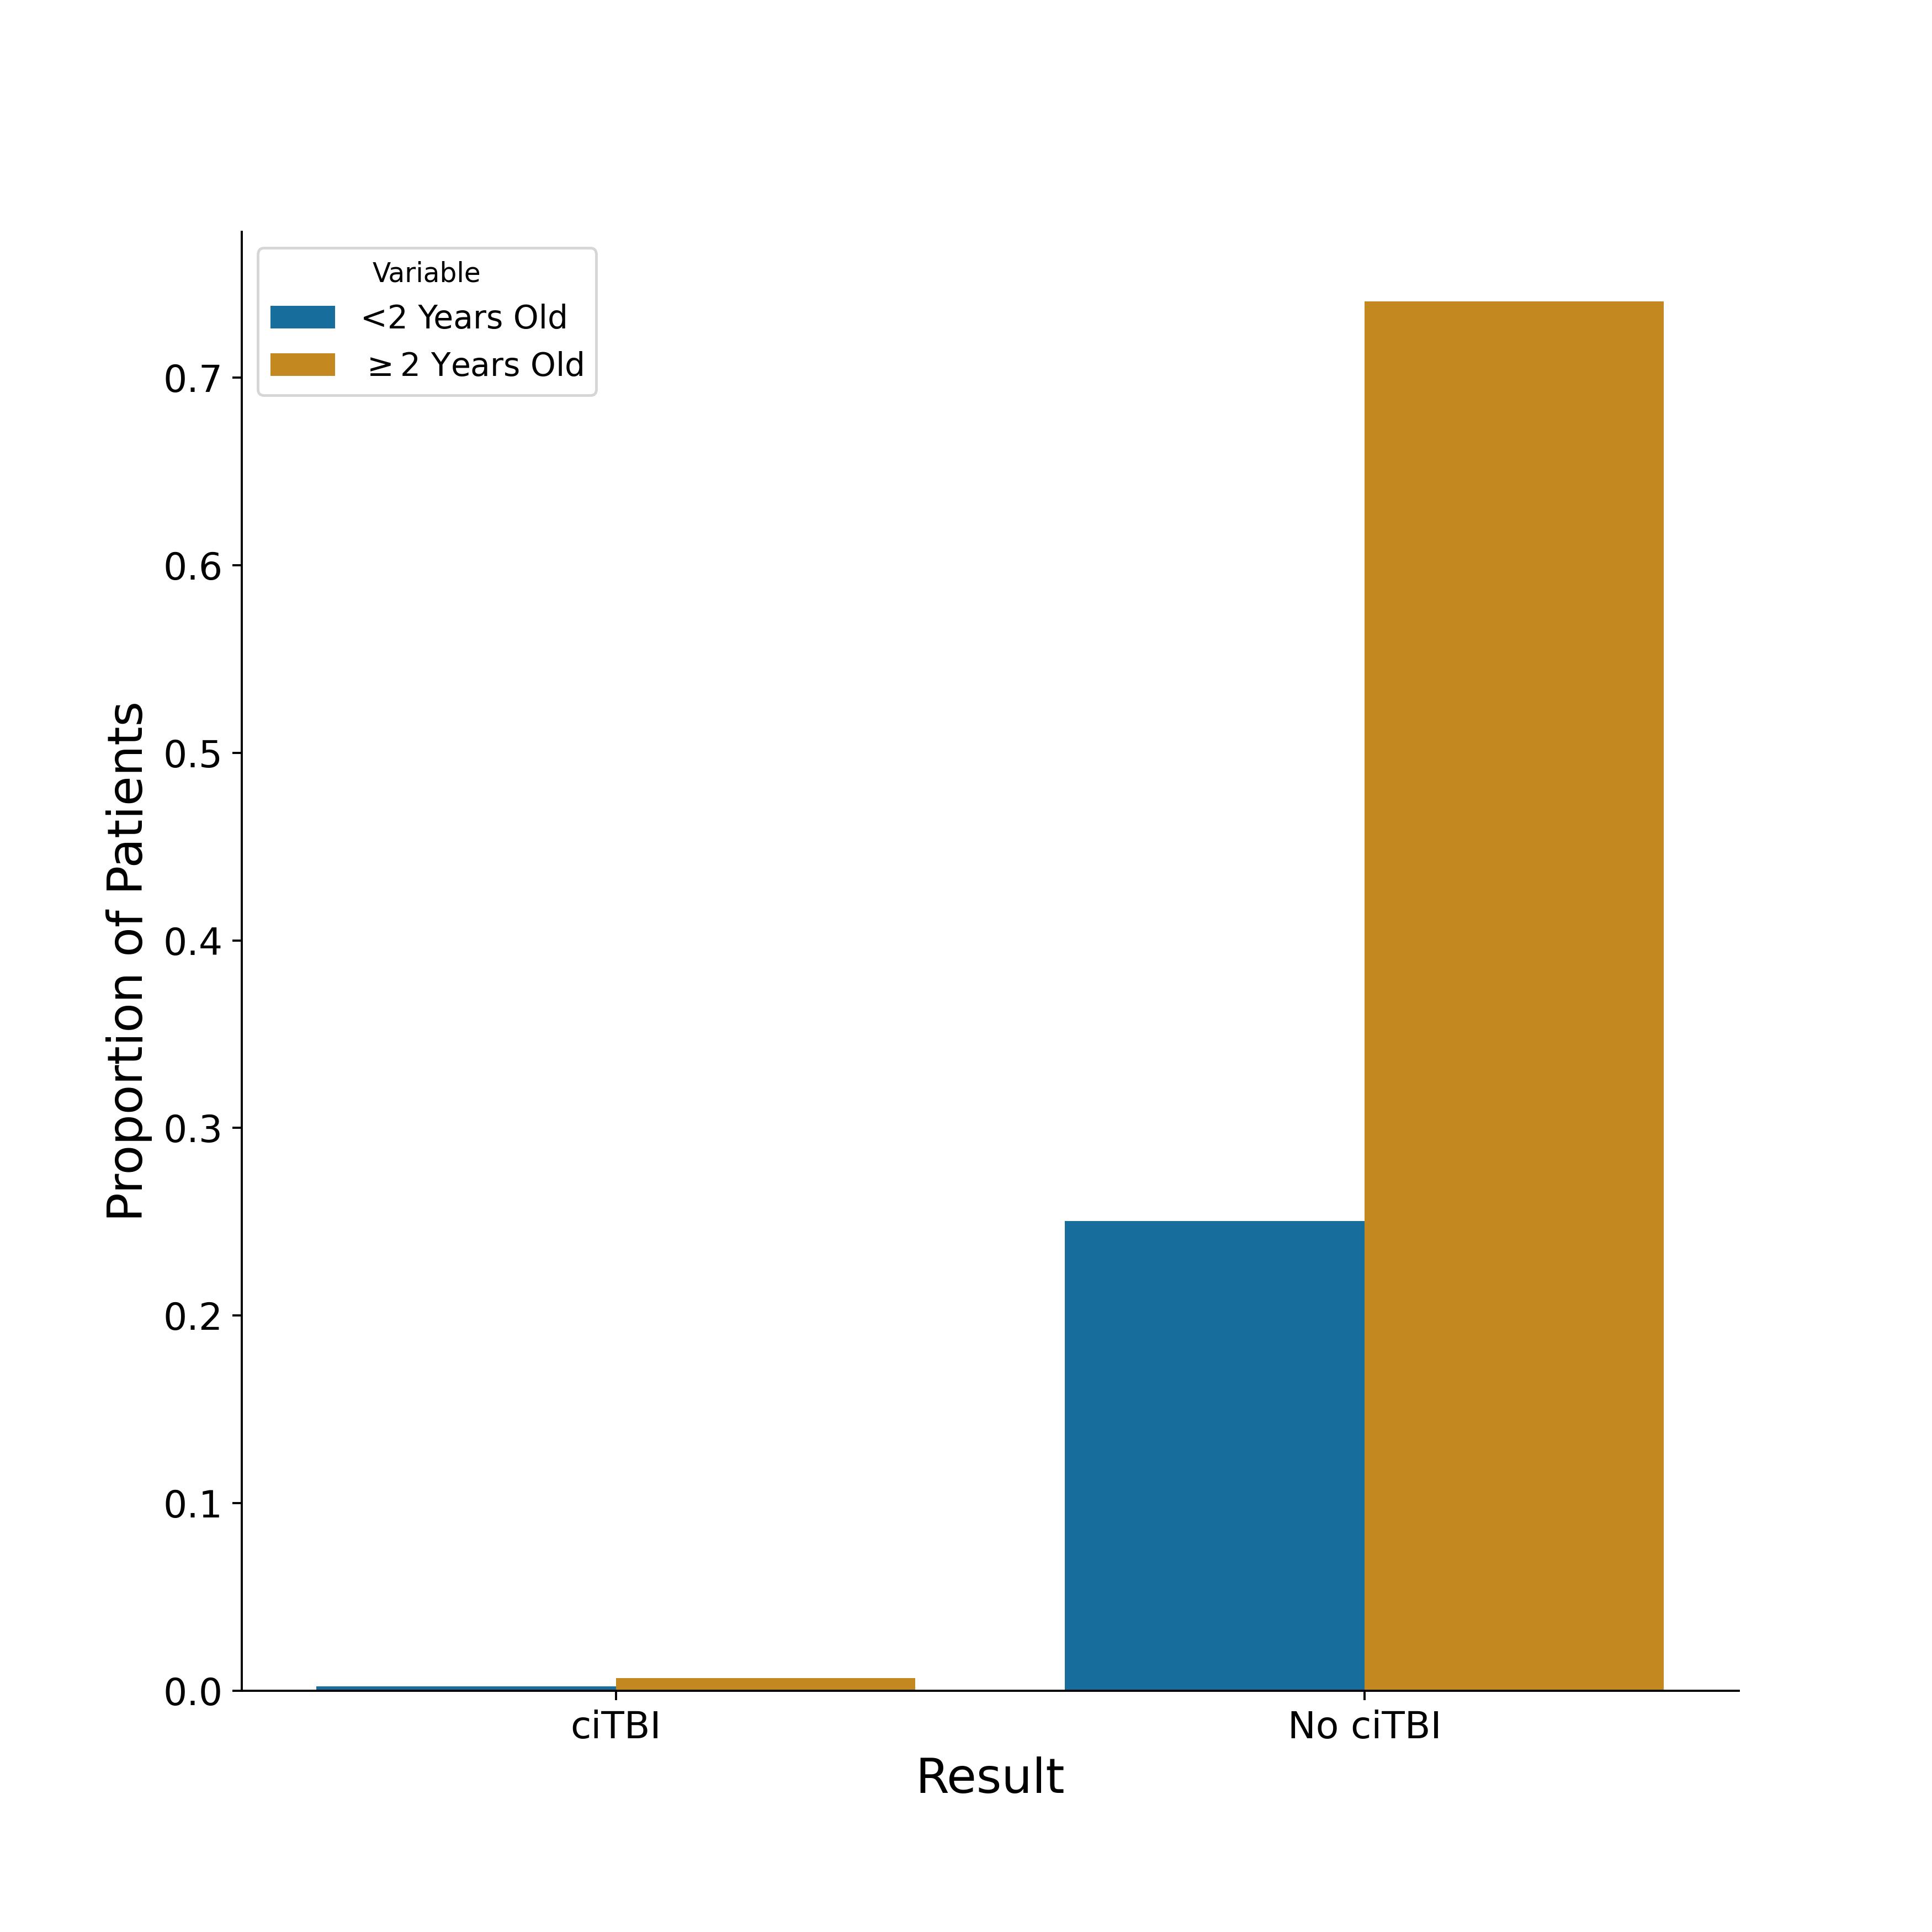 Variable
<2 Years Old
≥2 Years Old
Proportion of Patients
0.7
0.6
0.5
0.4
0.3
0.2
0.1
0.0
ciTBI
No ciTBI
Result